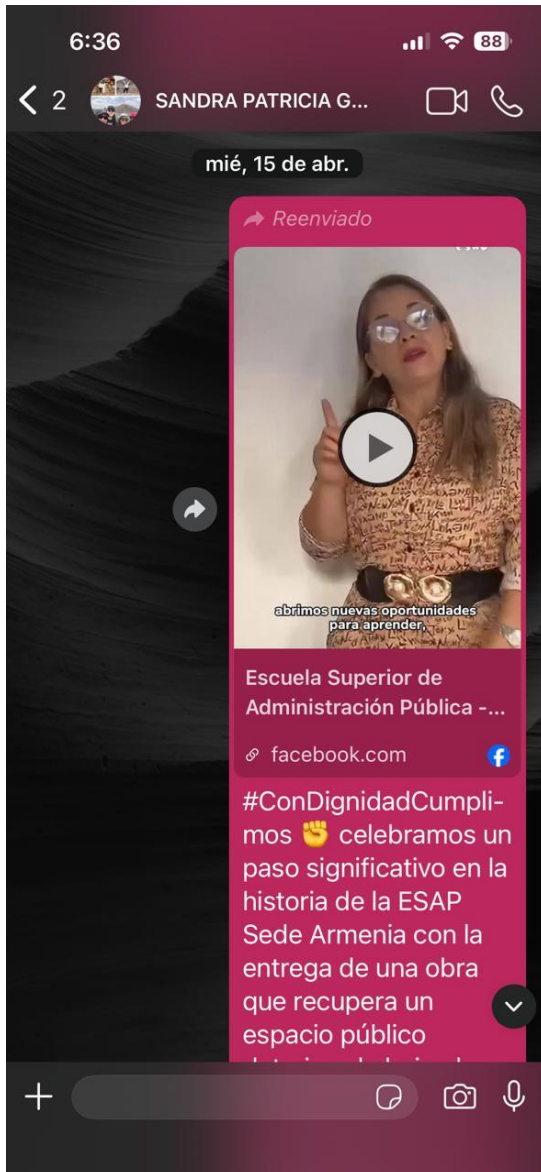 6:36
88
2
SANDRA PATRICIA G...
mié, 15 de abr.
Reenviado
abrimos nuevas oportunidades
para aprender,
Escuela Superior de
Administración Pública -...
facebook.com
#ConDignidadCumpli-
mos ✊ celebramos un
paso significativo en la
historia de la ESAP
Sede Armenia con la
entrega de una obra
que recupera un
espacio público